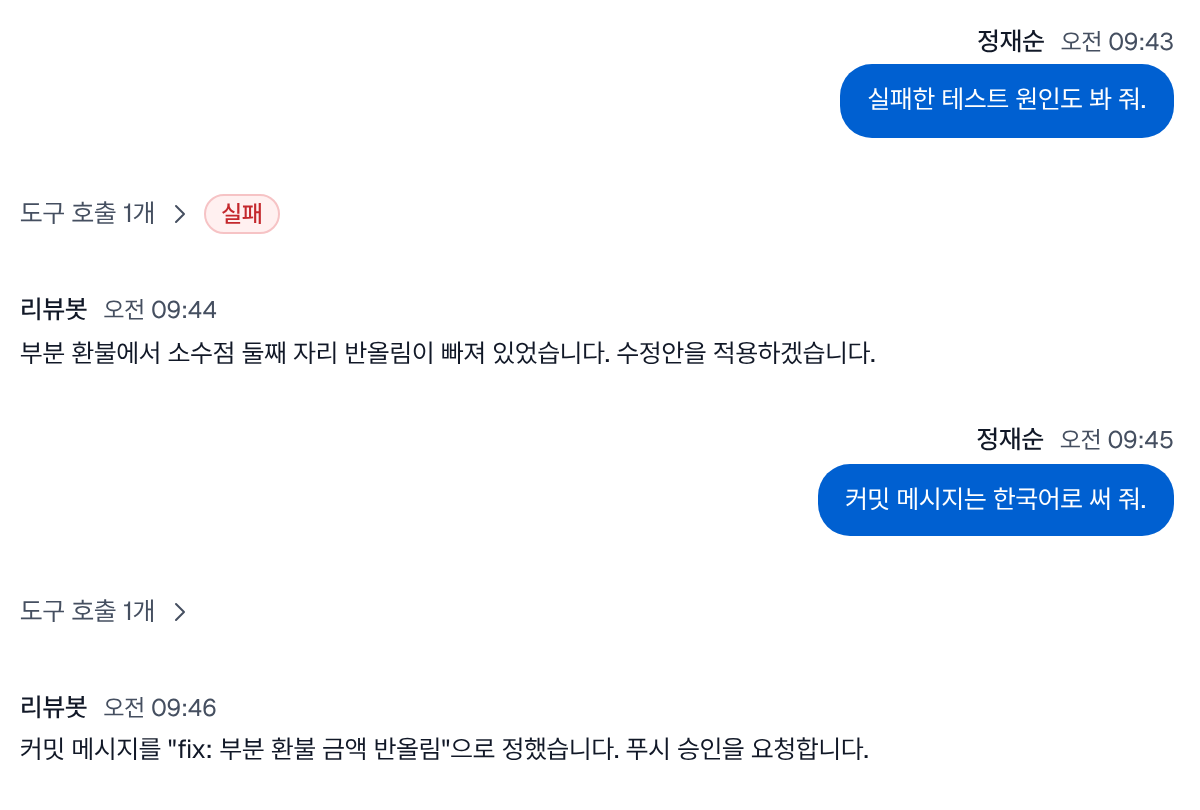 정재순 오전 09:43
실패한 테스트 원인도 봐 줘.
도구 호출 1개 실패
리뷰봇 오전 09:44
부분 환불에서 소수점 둘째 자리 반올림이 빠져 있었습니다. 수정안을 적용하겠습니다.
정재순 오전 09:45
커밋 메시지는 한국어로 써 줘.
도구 호출 1개
리뷰봇 오전 09:46
커밋 메시지를 "fix: 부분 환불 금액 반올림"으로 정했습니다. 푸시 승인을 요청합니다.